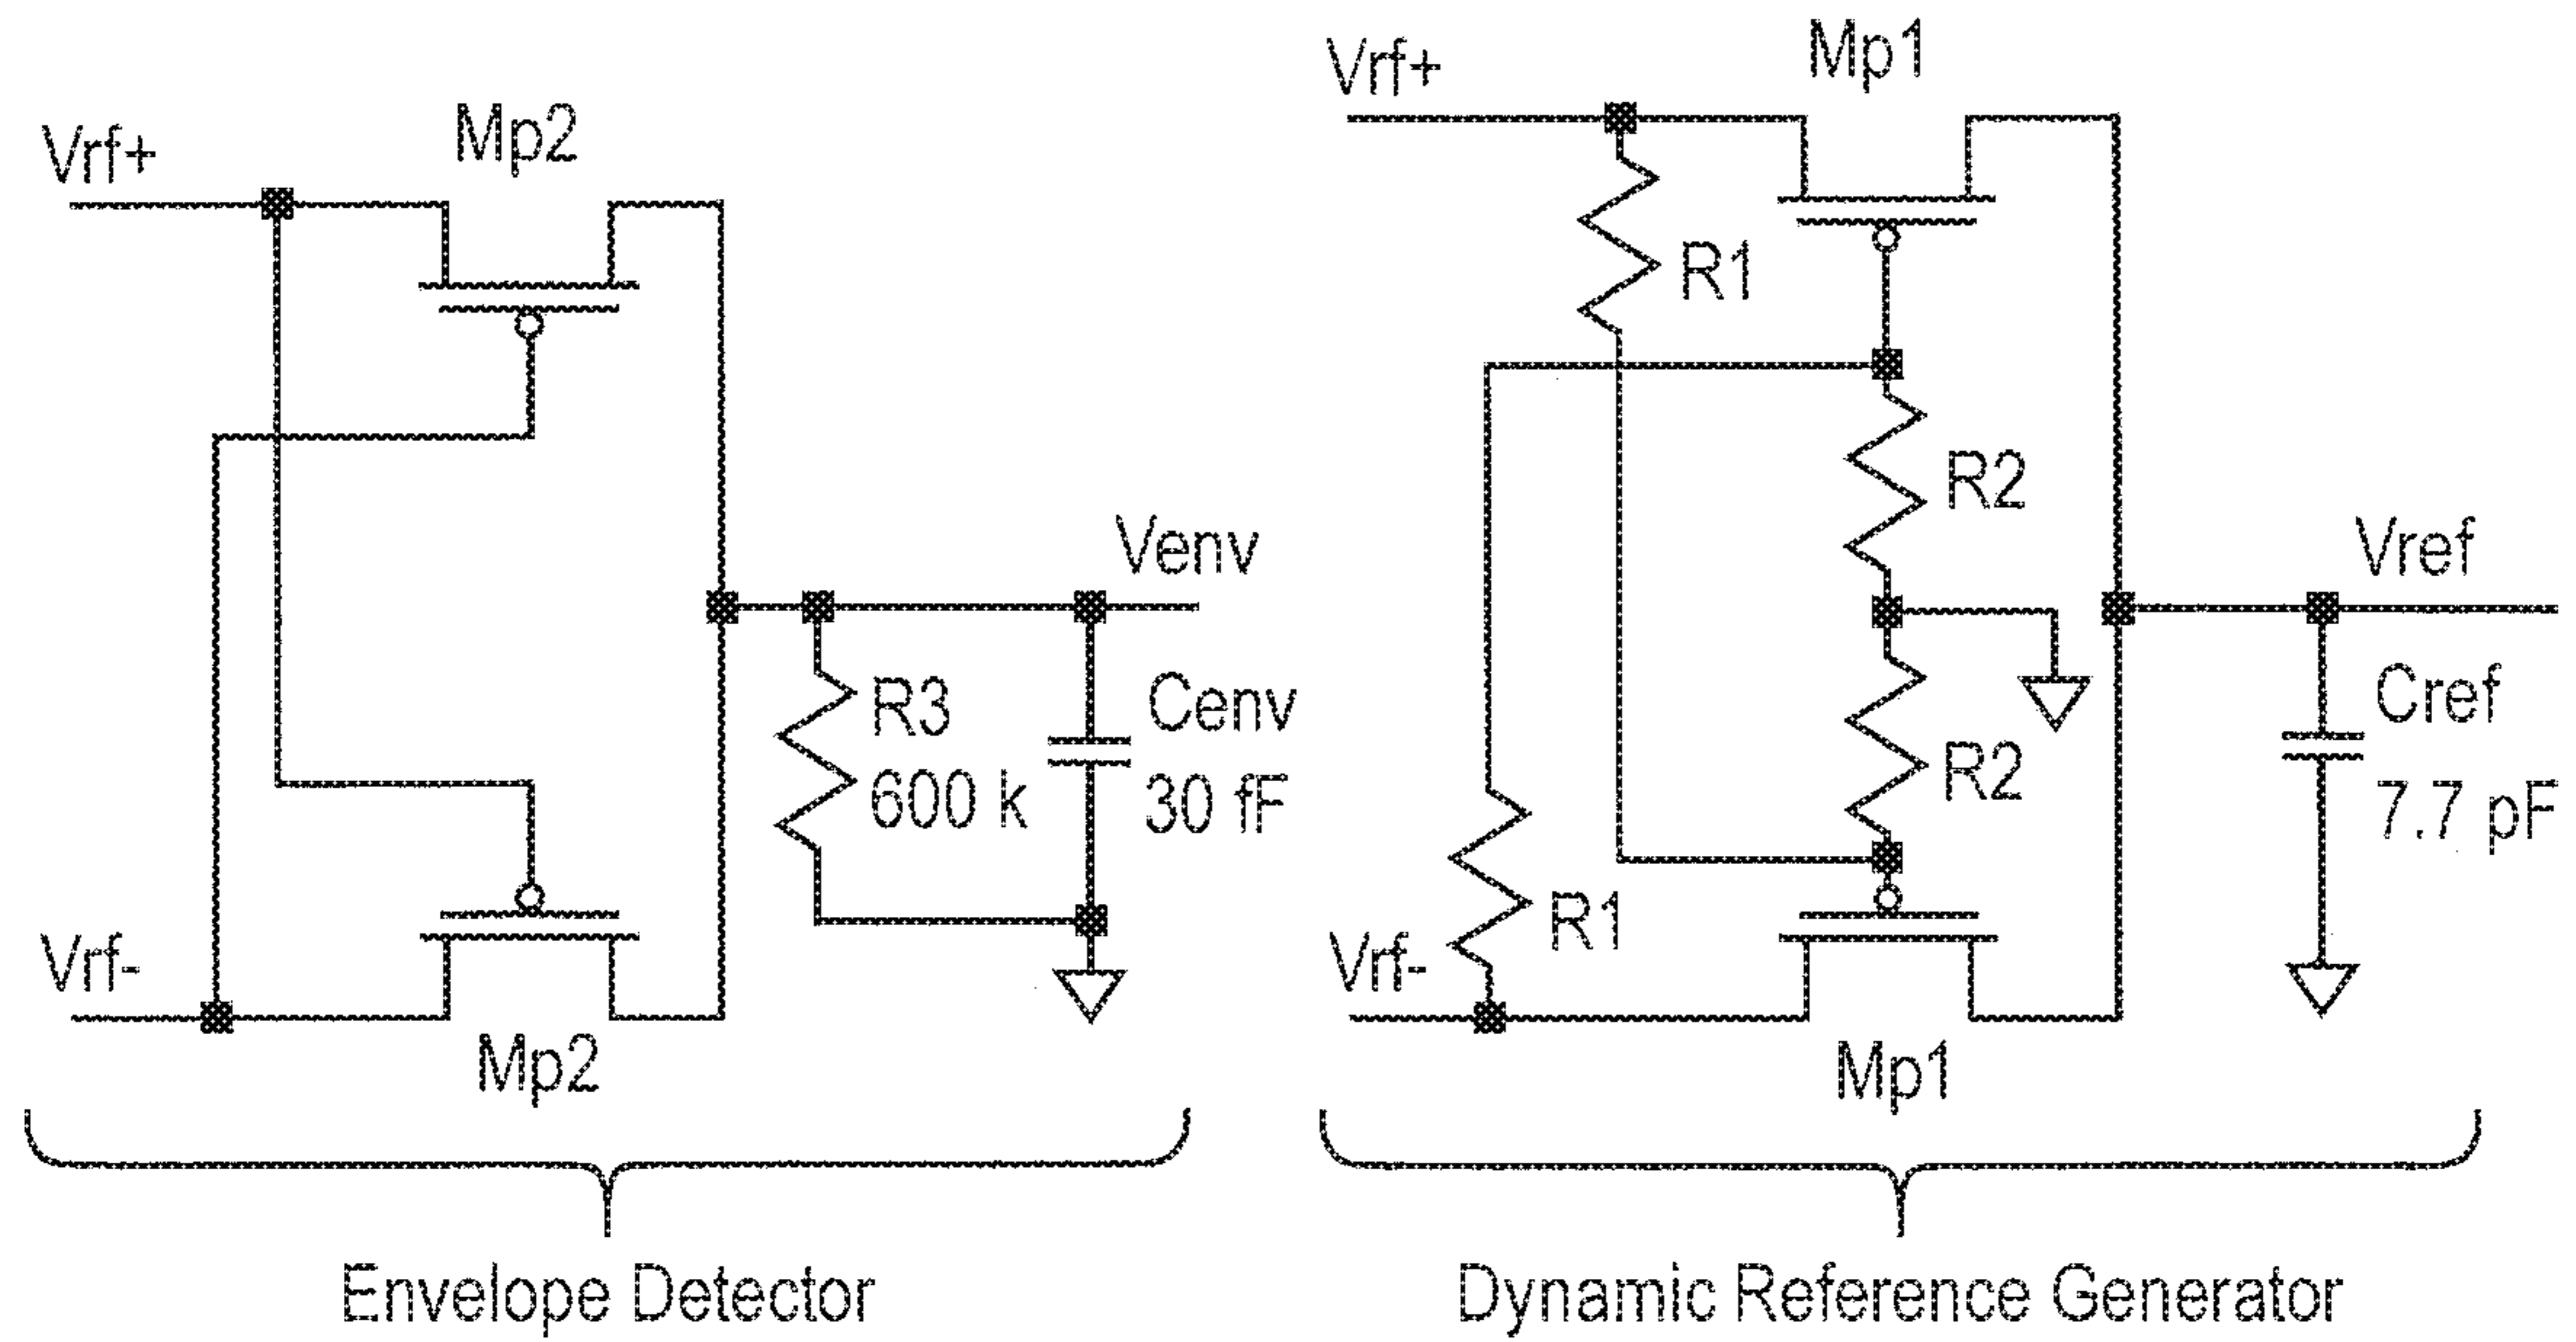 Vrf+
Mp2
Venv
R3
600 k
Cenv
30 fF
Vrf-
Mp2
Envelope Detector
Vrf+
Mp1
R1
R2
Vref
R2
Cref
7.7 pF
R1
Vrf-
Mp1
Dynamic Reference Generator